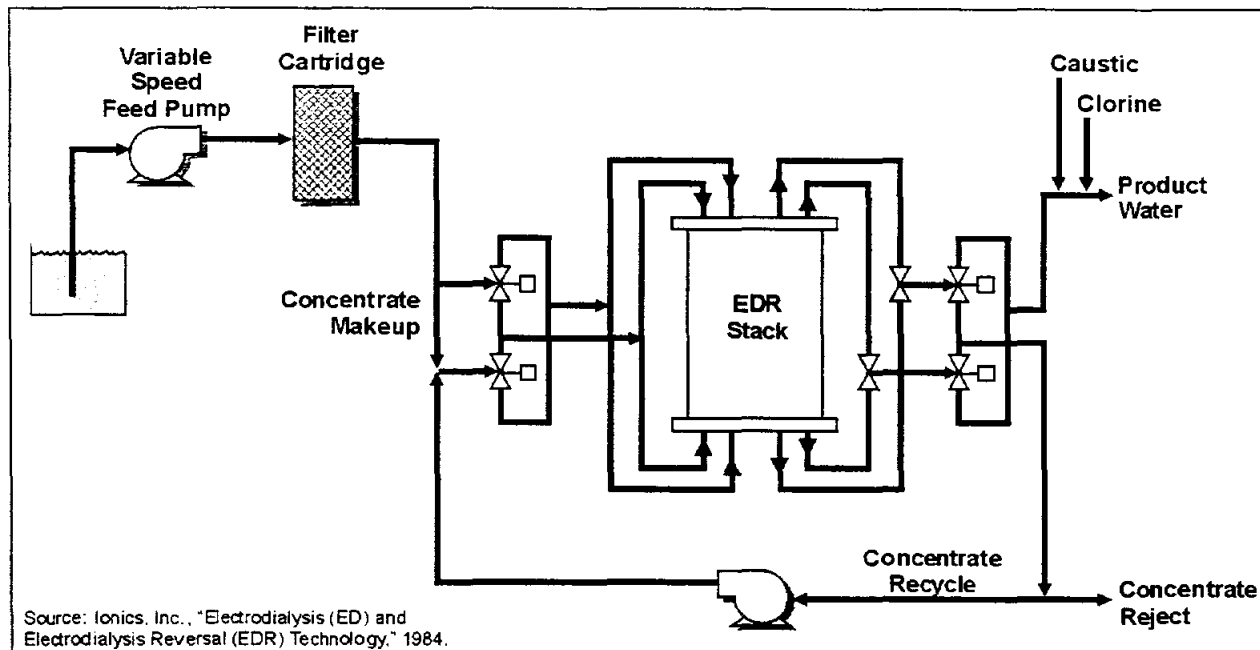 Variable
Speed
Feed Pump
Filter
Cartridge
Caustic
Clorine
Product
Water
Concentrate
Makeup
EDR
Stack
Concentrate
Recycle
Concentrate
Reject
Source: Ionics, Inc., "Electrodialysis (ED) and
Electrodialysis Reversal (EDR) Technology," 1984.